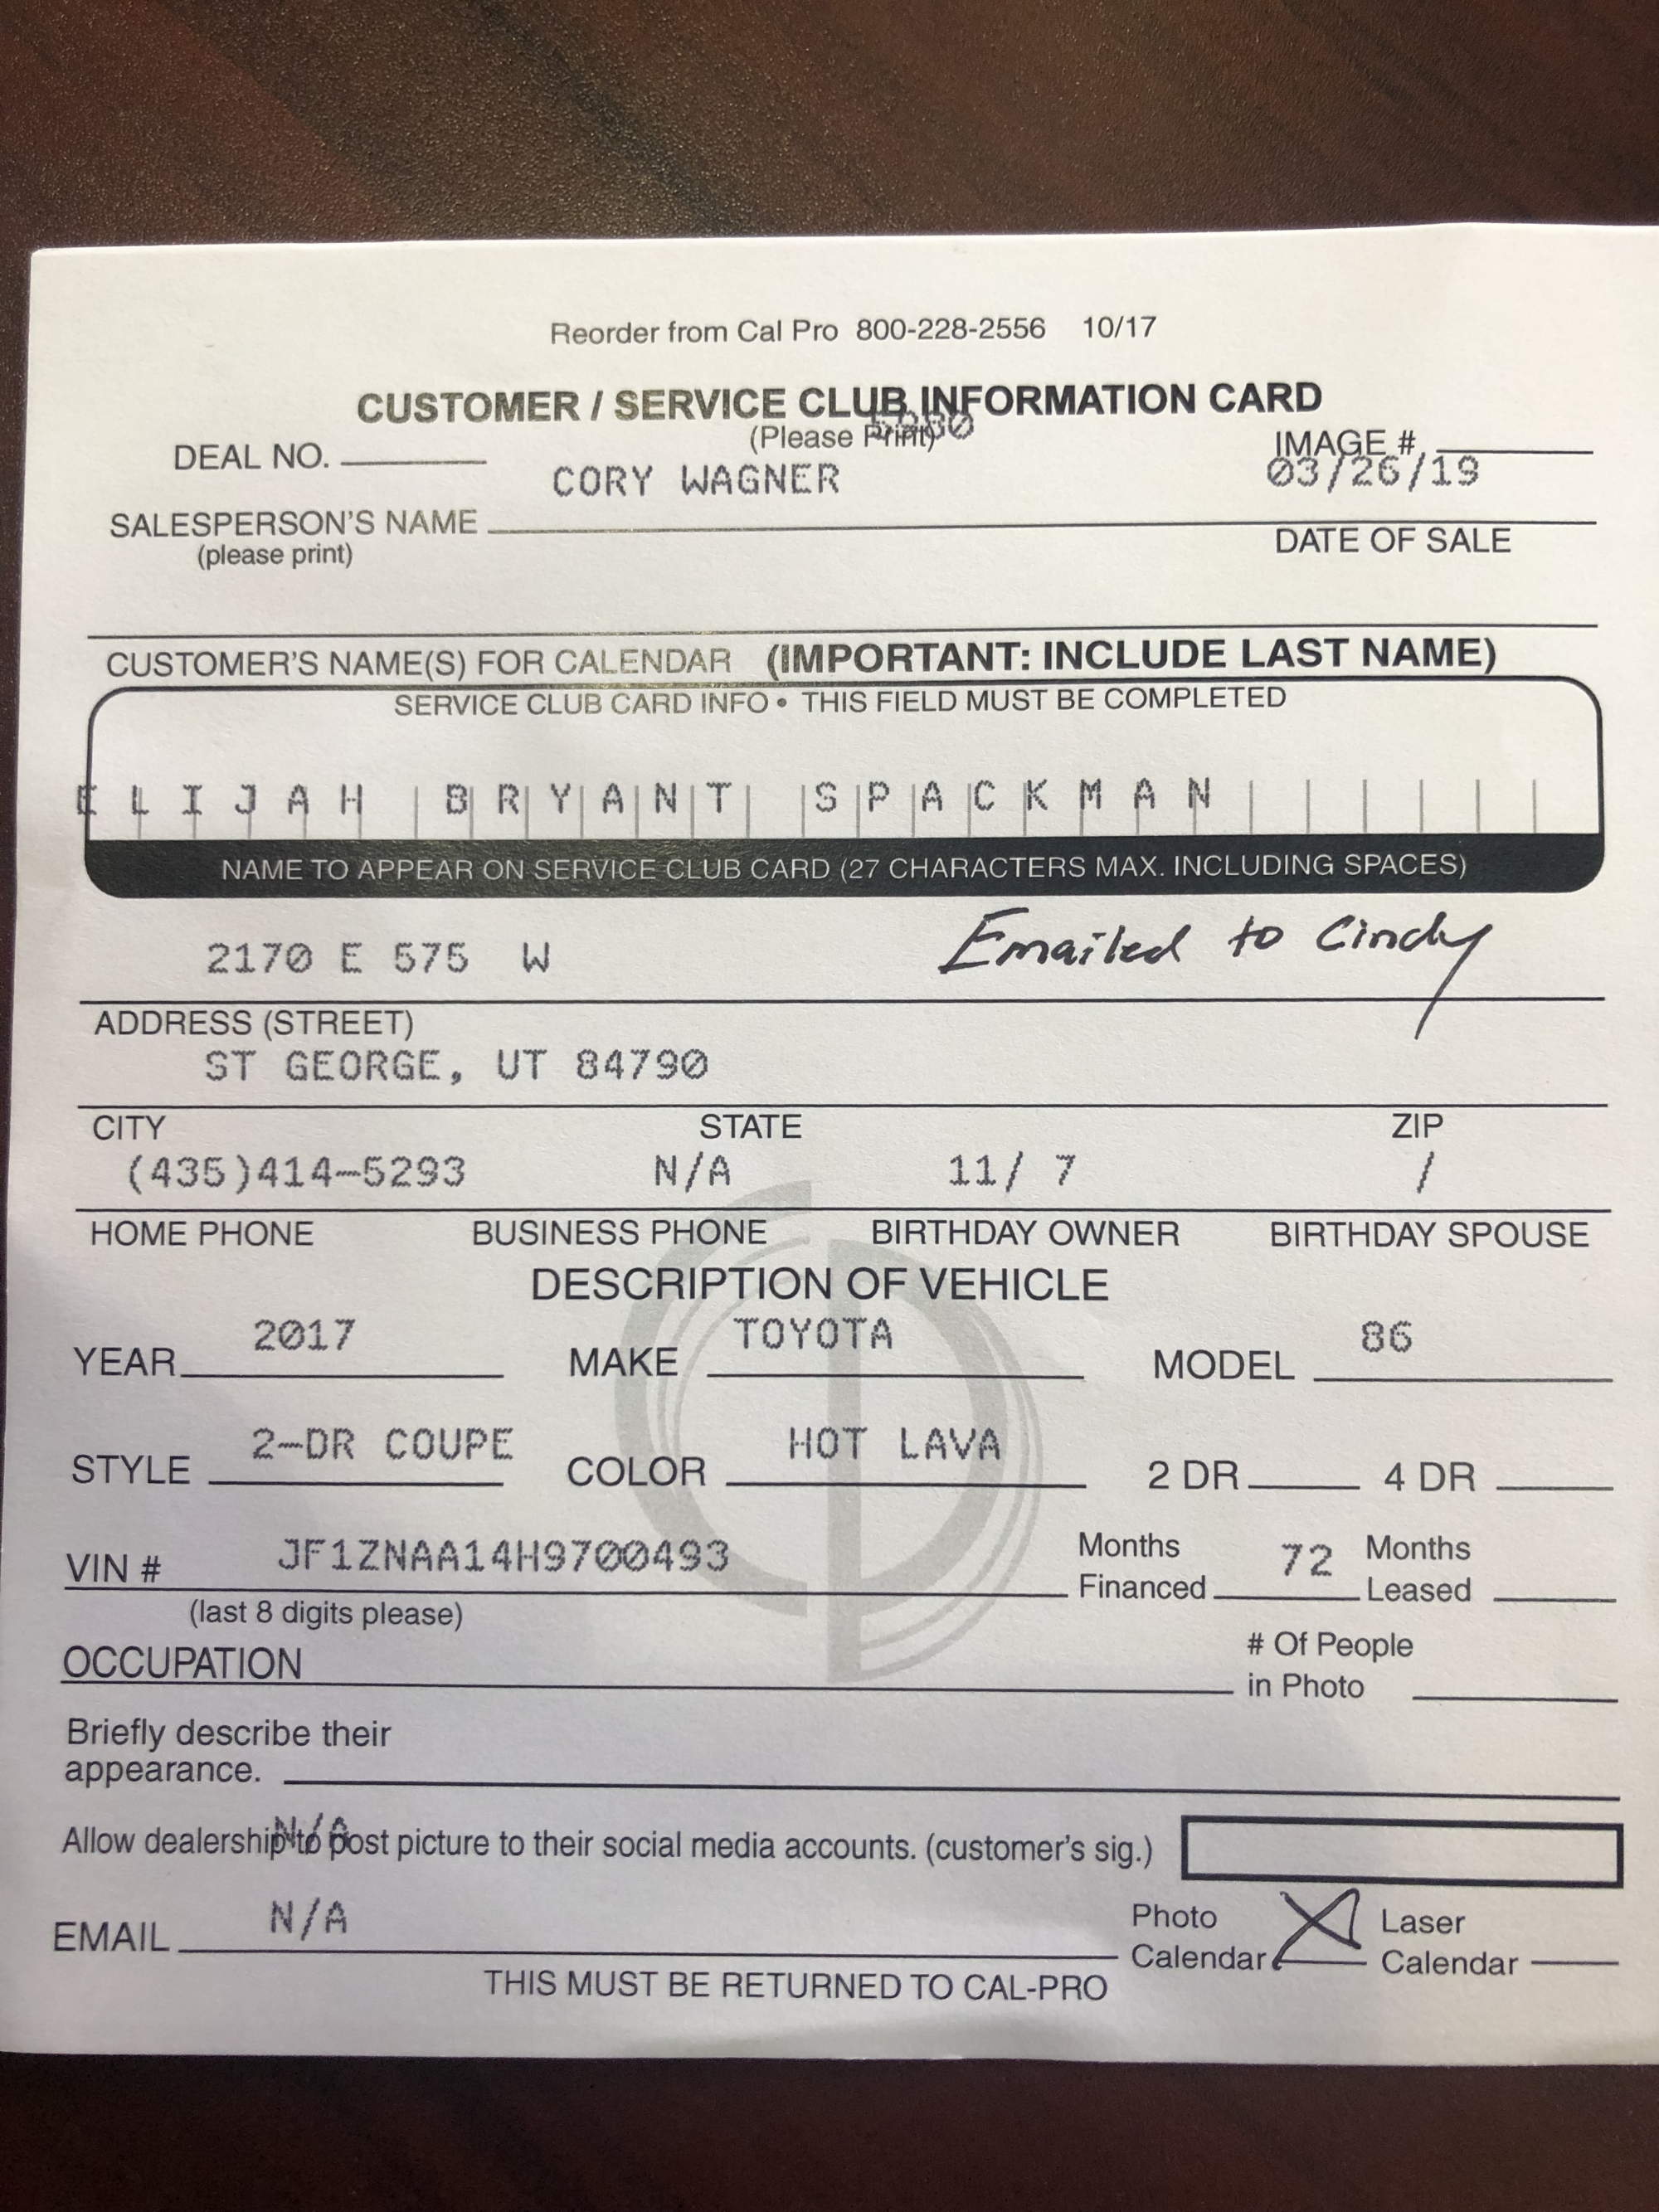 Reorder from Cal Pro 800-228-2556 10/17
CUSTOMER / SERVICE CLUB INFORMATION CARD
(Please Print)
DEAL NO. IMAGE #
CORY WAGNER 03/26/19
SALESPERSON'S NAME DATE OF SALE
(please print)
CUSTOMER'S NAME(S) FOR CALENDAR (IMPORTANT: INCLUDE LAST NAME)
SERVICE CLUB CARD INFO • THIS FIELD MUST BE COMPLETED
ELIJAH BRYANT SPACKMAN
NAME TO APPEAR ON SERVICE CLUB CARD (27 CHARACTERS MAX. INCLUDING SPACES)
2170 E 575 W Emailed to Cindy
ADDRESS (STREET)
ST GEORGE, UT 84790
CITY STATE ZIP
(435)414-5293 N/A 11/ 7 /
HOME PHONE BUSINESS PHONE BIRTHDAY OWNER BIRTHDAY SPOUSE
DESCRIPTION OF VEHICLE
YEAR 2017 MAKE TOYOTA MODEL 86
STYLE 2-DR COUPE COLOR HOT LAVA 2 DR 4 DR
VIN # JF1ZNAA14H9700493 Months Financed 72 Months Leased
(last 8 digits please)
OCCUPATION # Of People in Photo
Briefly describe their
appearance.
N/A
Allow dealership to post picture to their social media accounts. (customer's sig.)
EMAIL N/A Photo Calendar X Laser Calendar
THIS MUST BE RETURNED TO CAL-PRO